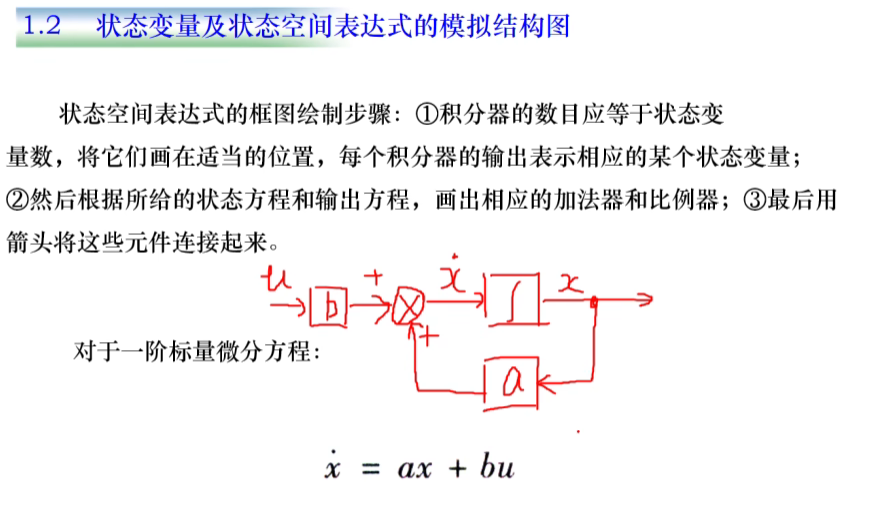 1.2 状态变量及状态空间表达式的模拟结构图
状态空间表达式的框图绘制步骤：①积分器的数目应等于状态变
量数，将它们画在适当的位置，每个积分器的输出表示相应的某个状态变量；
②然后根据所给的状态方程和输出方程，画出相应的加法器和比例器；③最后用
箭头将这些元件连接起来。
u b + ẋ ∫ x
+
对于一阶标量微分方程：
a
ẋ = ax + bu